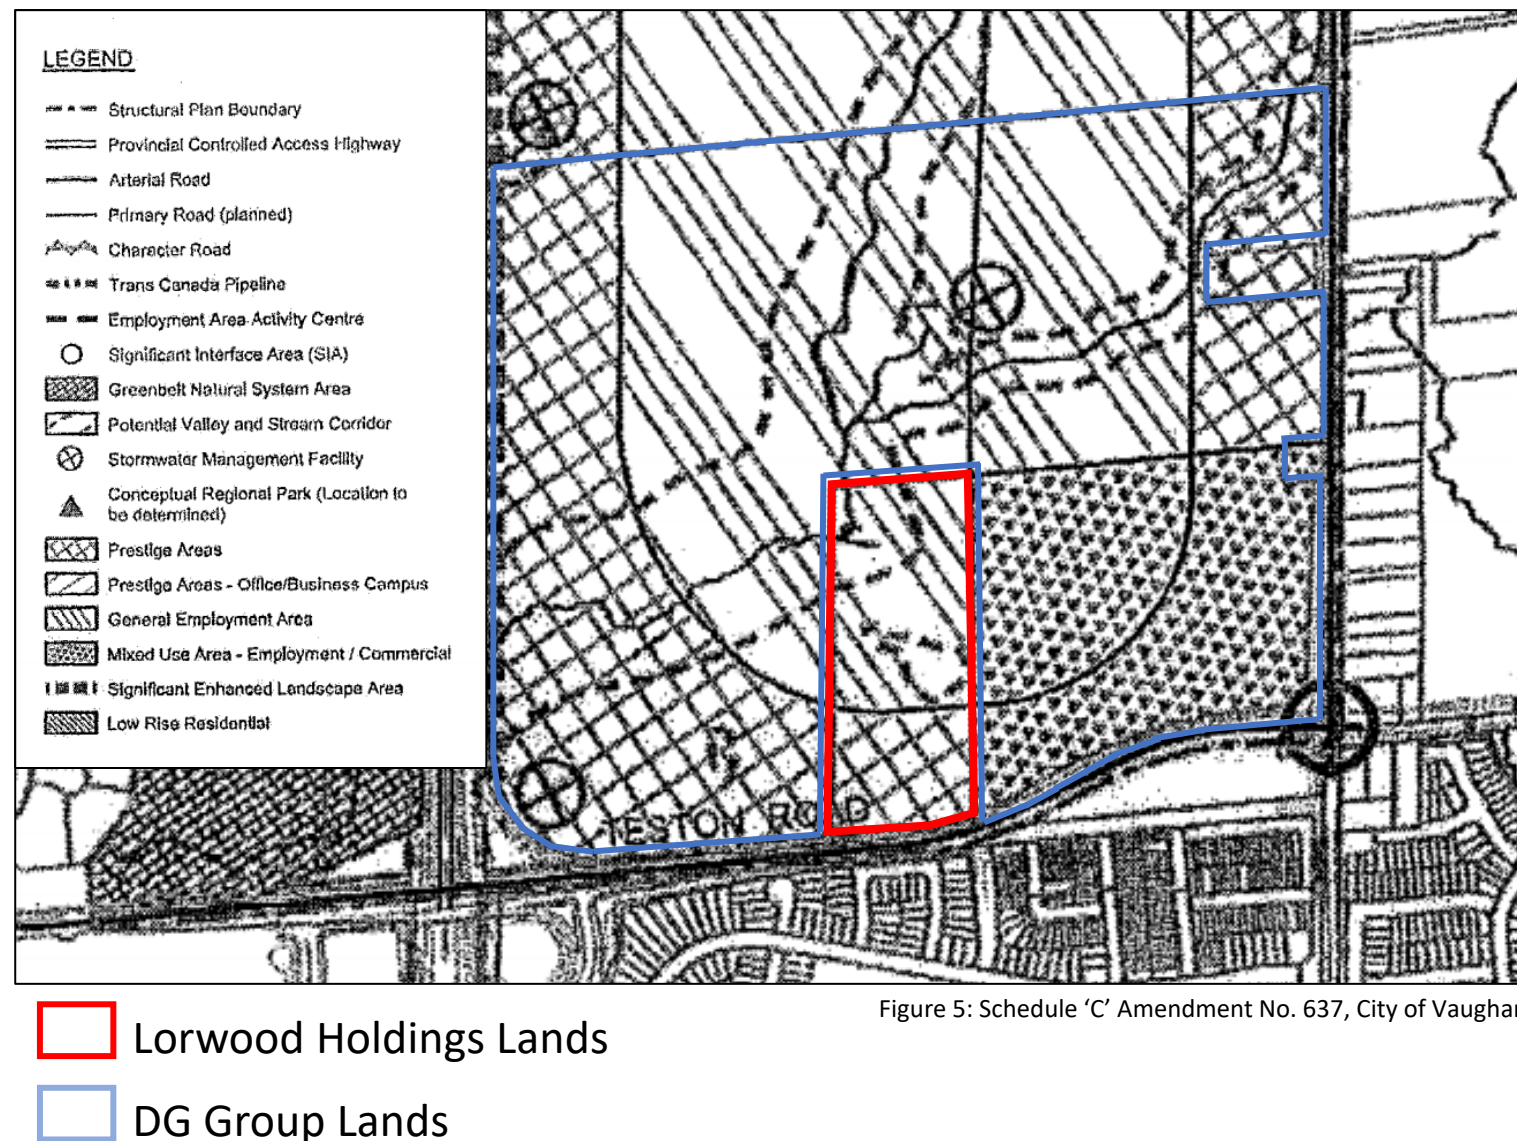 LEGEND
Structural Plan Boundary
Provincial Controlled Access Highway
Arterial Road
Primary Road (planned)
Character Road
Trans Canada Pipeline
Employment Area Activity Centre
Significant Interface Area (SIA)
Greenbelt Natural System Area
Potential Valley and Stream Corridor
Stormwater Management Facility
Conceptual Regional Park (Location to
be determined)
Prestige Areas
Prestige Areas - Office/Business Campus
General Employment Area
Mixed Use Area - Employment / Commercial
Significant Enhanced Landscape Area
Low Rise Residential
TESTON ROAD
Figure 5: Schedule ‘C’ Amendment No. 637, City of Vaughan
Lorwood Holdings Lands
DG Group Lands